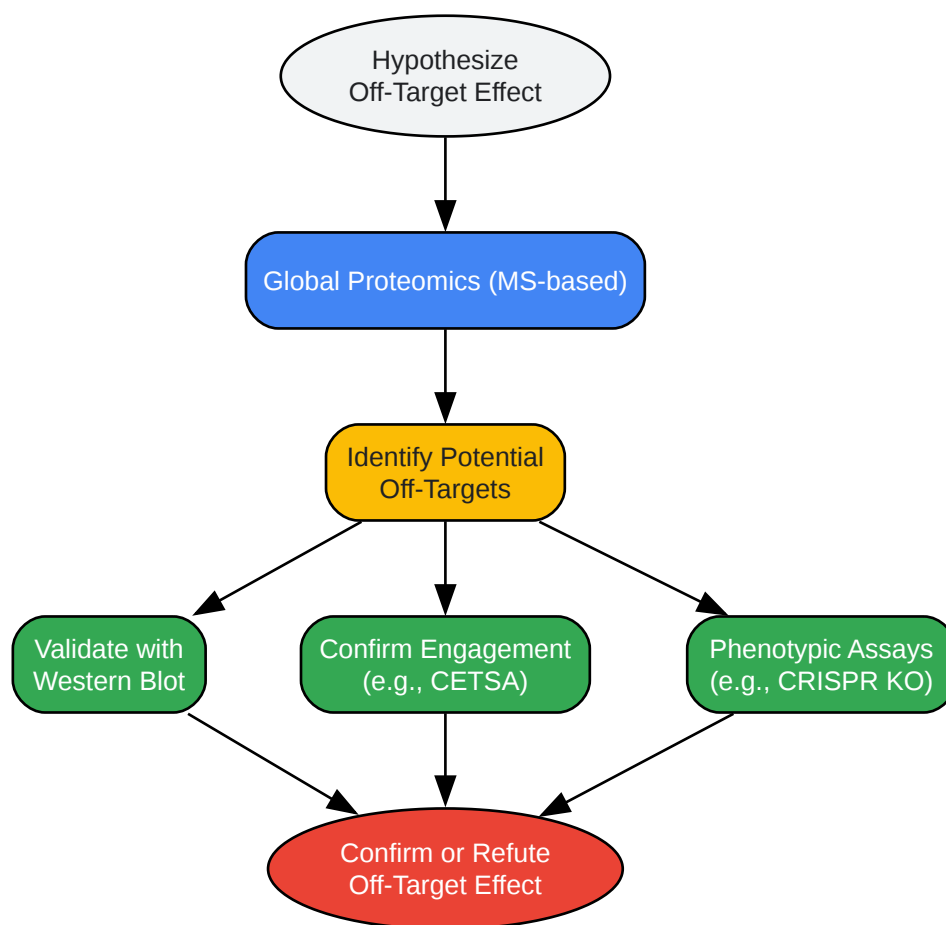 Hypothesize
Off-Target Effect
Global Proteomics (MS-based)
Identify Potential
Off-Targets
Validate with
Western Blot
Confirm Engagement
(e.g., CETSA)
Phenotypic Assays
(e.g., CRISPR KO)
Confirm or Refute
Off-Target Effect